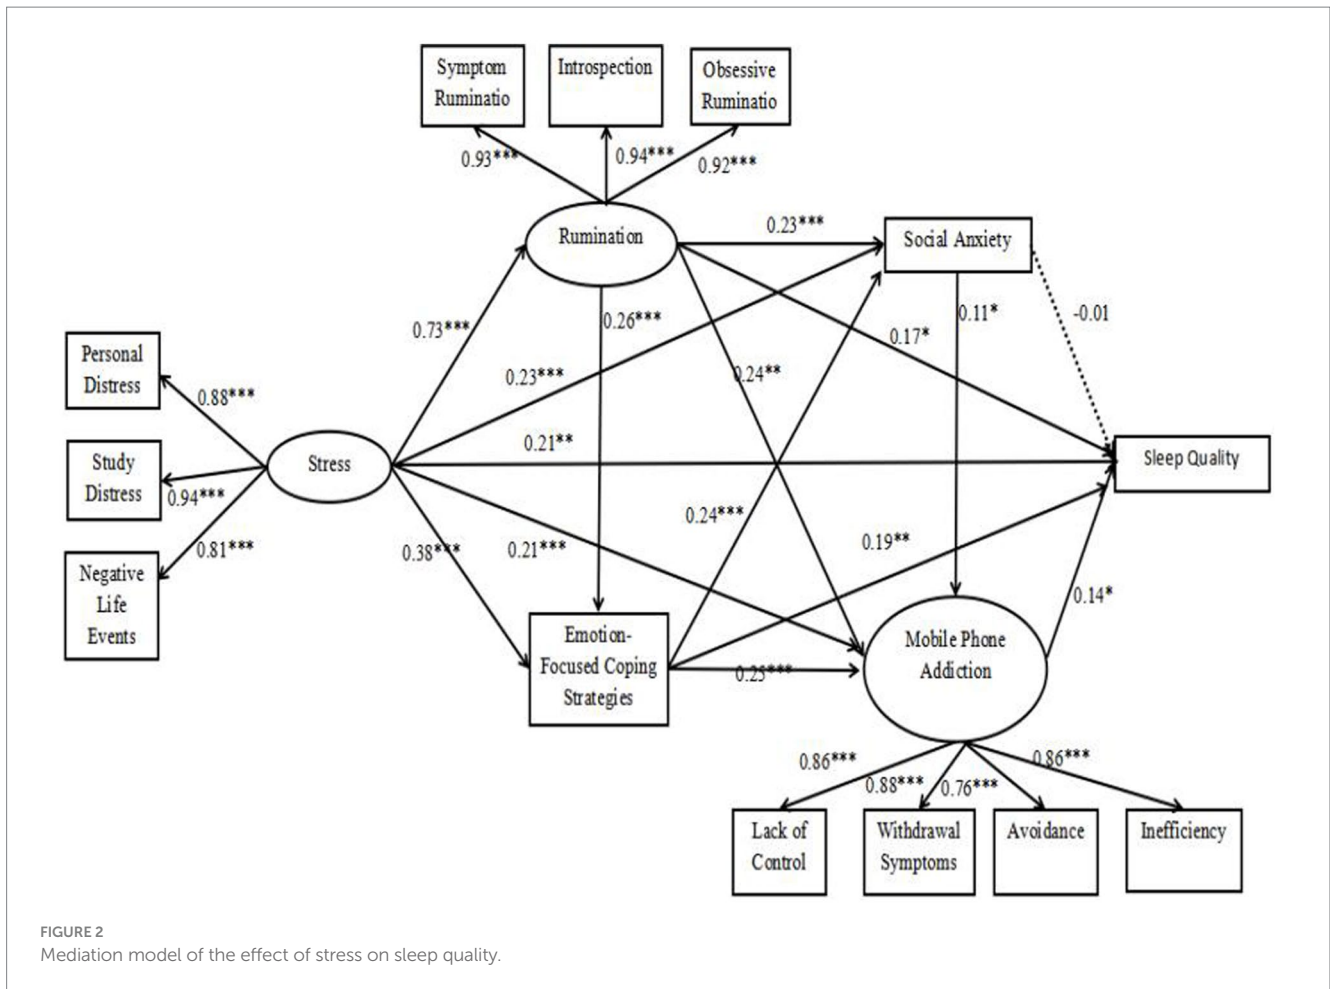 Symptom
Ruminatio
Introspection
Obsessive
Ruminatio
0.93***
0.94***
0.92***
Rumination
0.23***
Social Anxiety
0.73***
0.26***
0.11*
-0.01
0.17*
Personal
Distress
0.88***
0.23***
0.24**
0.21**
Stress
Study
Distress
0.94***
Sleep Quality
0.24***
0.19**
0.81***
0.38***
0.21***
Negative
Life
Events
0.14*
Emotion-
Focused Coping
Strategies
0.25***
Mobile Phone
Addiction
0.86***
0.88***
0.76***
0.86***
Lack of
Control
Withdrawal
Symptoms
Avoidance
Inefficiency
FIGURE 2
Mediation model of the effect of stress on sleep quality.